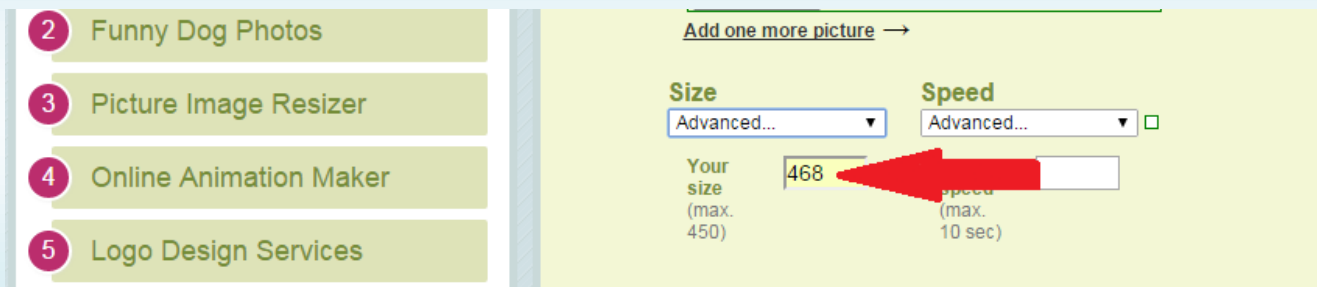 2 Funny Dog Photos
3 Picture Image Resizer
4 Online Animation Maker
5 Logo Design Services
Add one more picture →
Size
Advanced...
Your
size
(max.
450)
468
Speed
Advanced...
speed
(max.
10 sec)